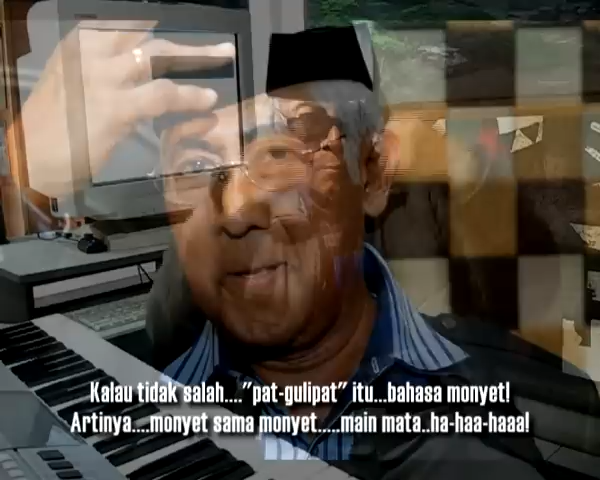 Kalau tidak salah...."pat-gulipat" itu...bahasa monyet!
Artinya....monyet sama monyet.....main mata..ha-haa-haaa!